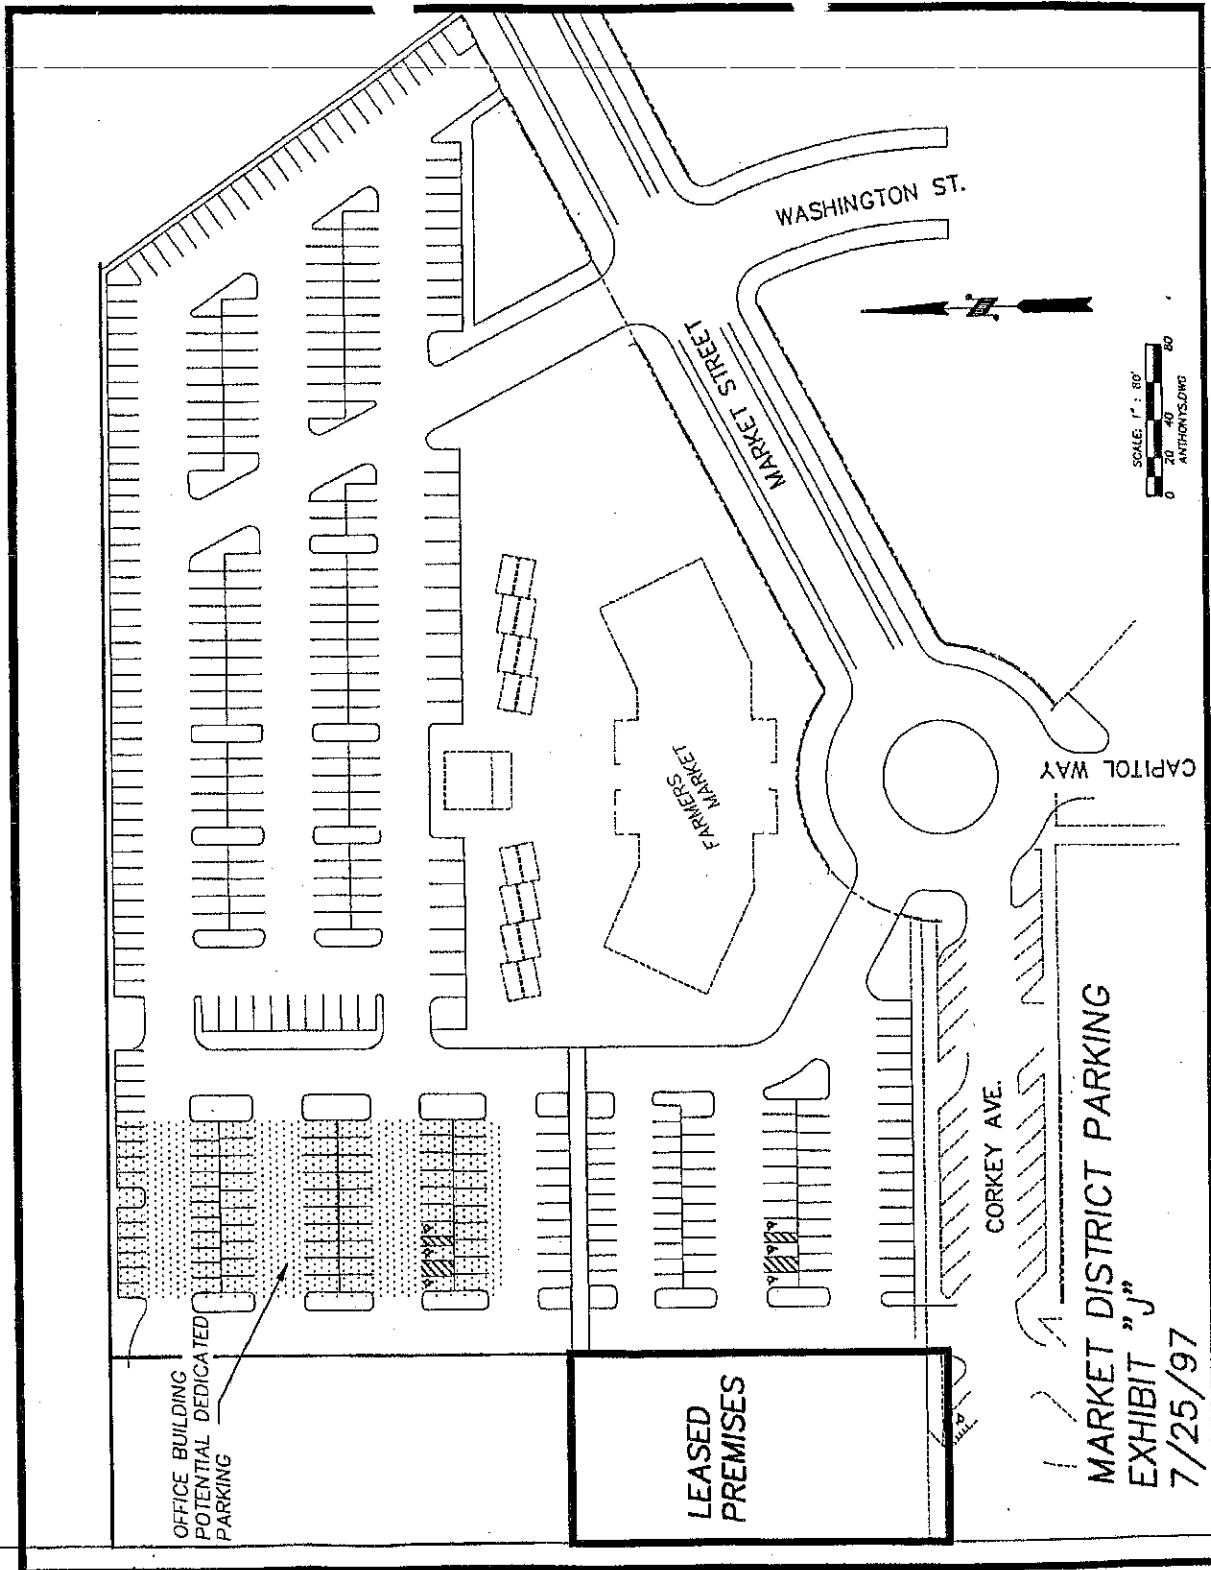 OFFICE BUILDING
POTENTIAL DEDICATED
PARKING
WASHINGTON ST.
MARKET STREET
FARMERS
MARKET
CAPITOL WAY
CORKEY AVE.
LEASED
PREMISES
SCALE: 1" : 80'
0 20 40 80
ANTHONYS.DWG
MARKET DISTRICT PARKING
EXHIBIT "J"
7/25/97